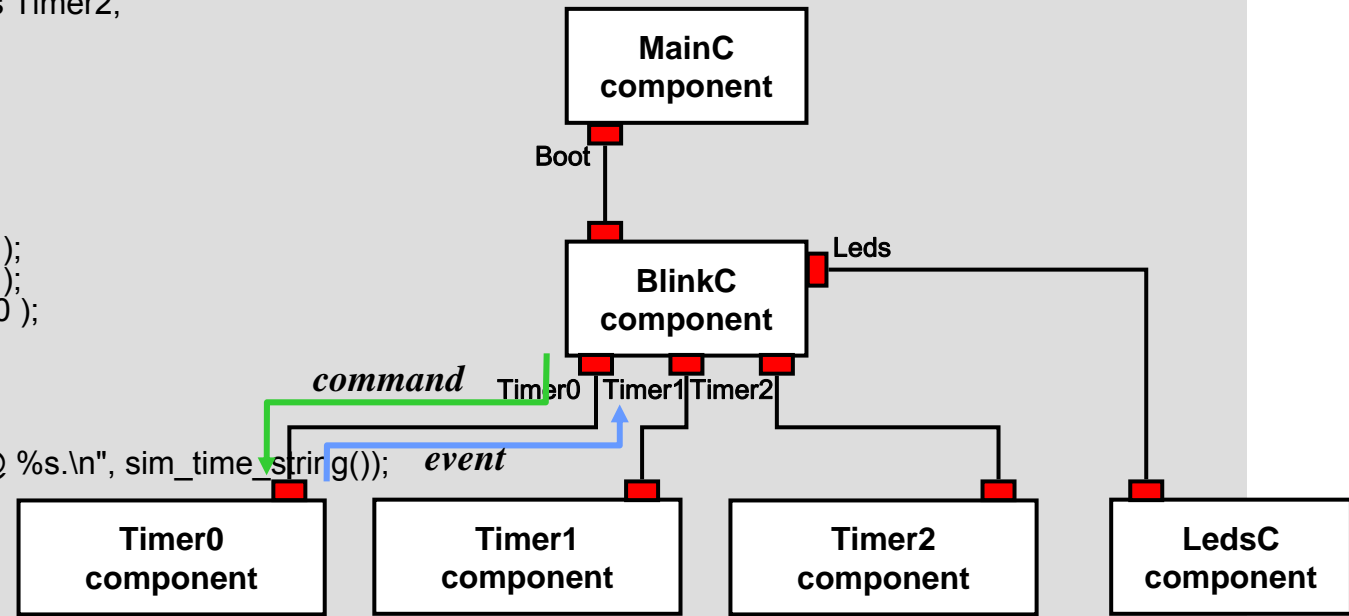 s Timer2;
MainC
component
Boot
);
);
0 );
Leds
BlinkC
component
command
Timer0
Timer1
Timer2
@ %s.\n", sim_time_string());
event
Timer0
component
Timer1
component
Timer2
component
LedsC
component